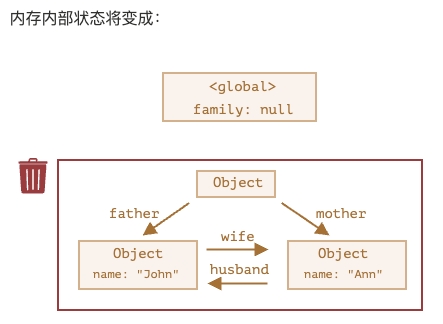 内存内部状态将变成：
<global>
family: null
Object
father
mother
wife
Object
name: "John"
husband
Object
name: "Ann"